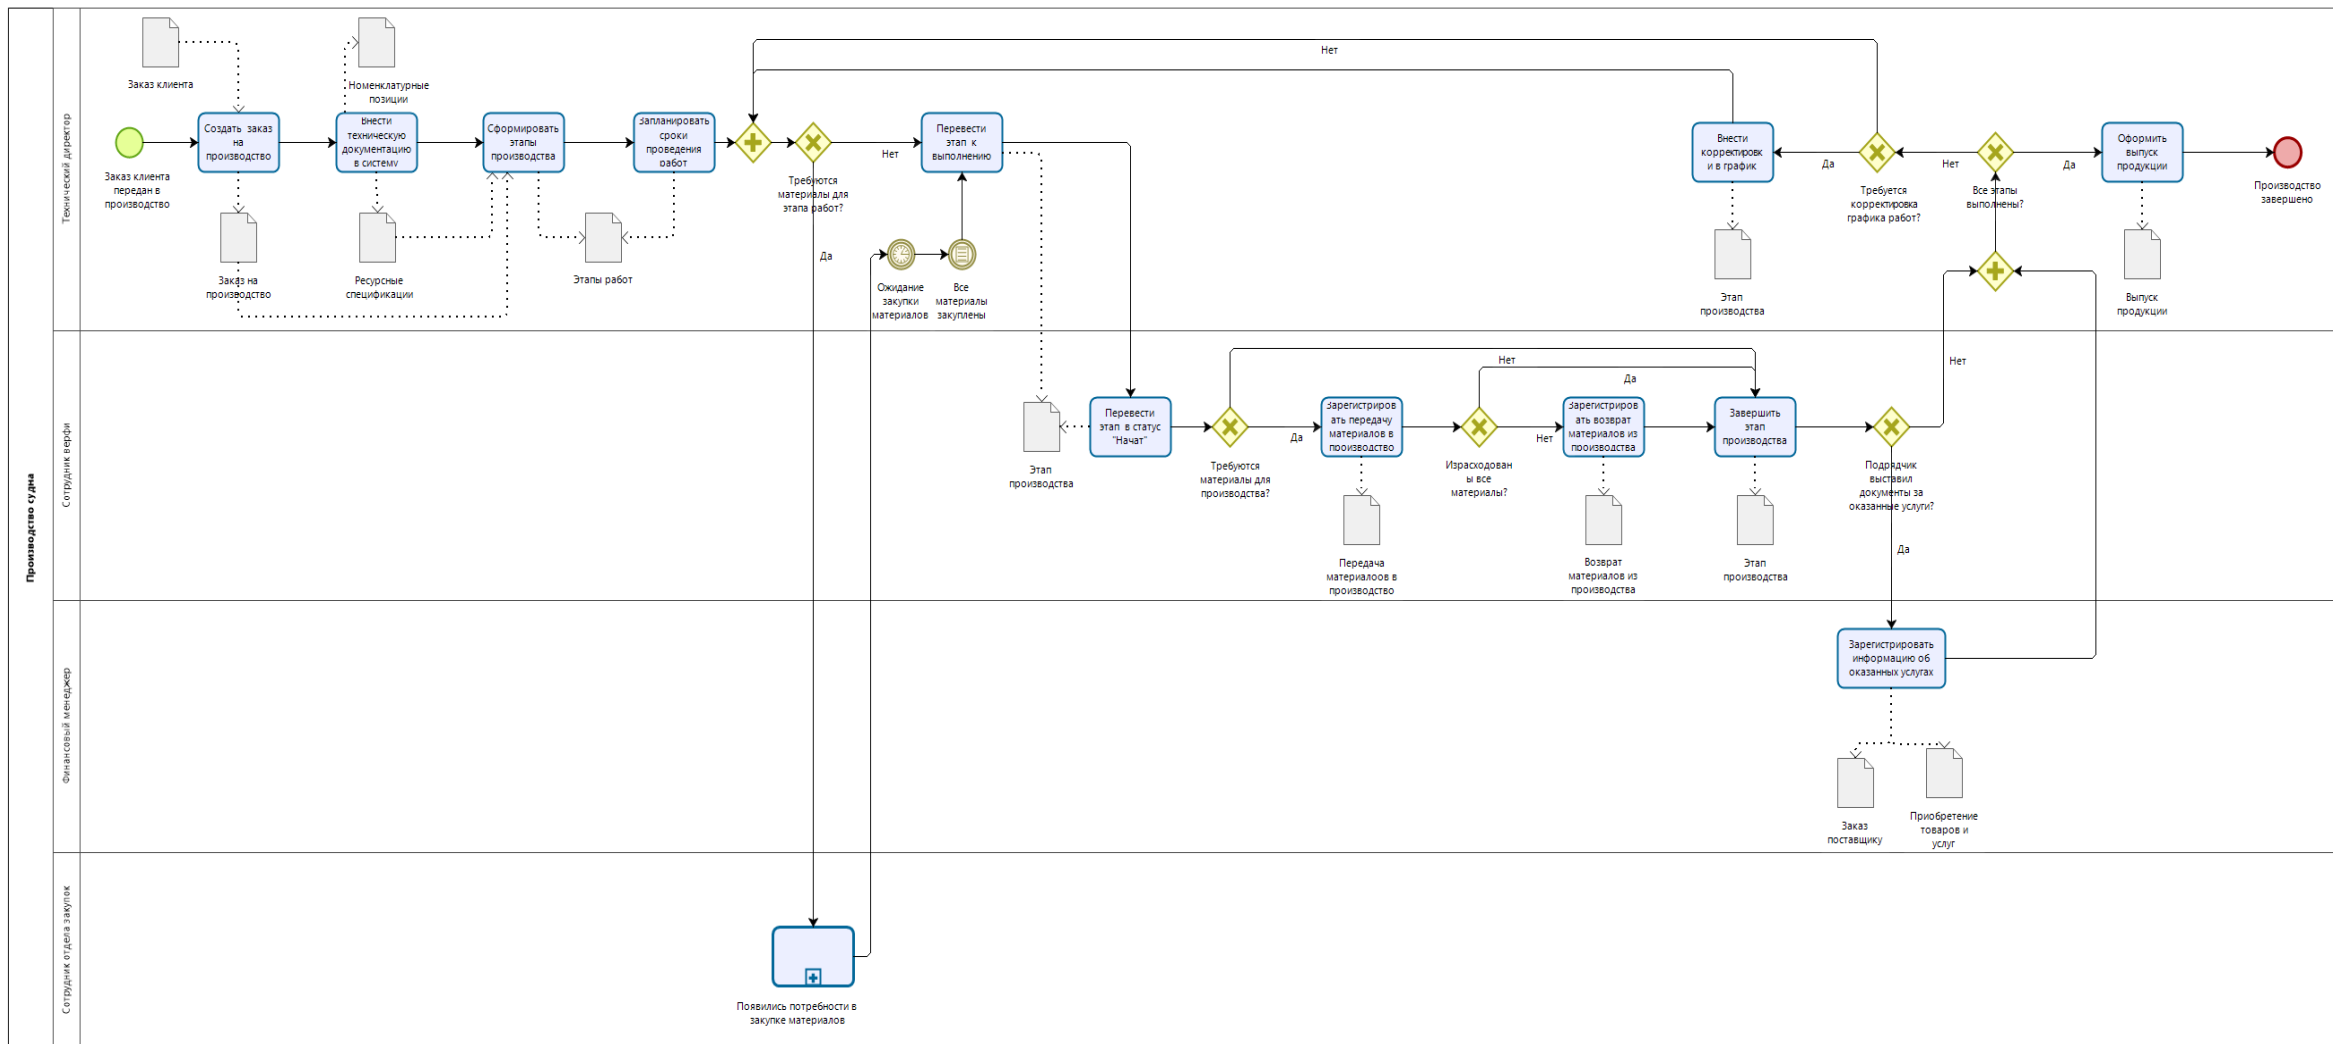 Производство судна
Технический директор
Заказ клиента
Номенклатурные
позиции
Заказ клиента
передан в
производство
Создать заказ
на
производство
Внести
техническую
документацию
в систему
Сформировать
этапы
производства
Запланировать
сроки
проведения
работ
Заказ на
производство
Ресурсные
спецификации
Этапы работ
Требуются
материалы для
этапа работ?
Нет
Да
Перевести
этап к
выполнению
Ожидание
закупки
материалов
Все
материалы
закуплены
Нет
Внести
корректировк
и в график
Этап
производства
Да
Требуется
корректировка
графика работ?
Нет
Все этапы
выполнены?
Да
Оформить
выпуск
продукции
Выпуск
продукции
Производство
завершено
Сотрудник верфи
Этап
производства
Перевести
этап в статус
"Начат"
Требуются
материалы для
производства?
Нет
Да
Да
Зарегистриров
ать передачу
материалов в
производство
Передача
материалоов в
производство
Израсходован
ы все
материалы?
Нет
Зарегистриров
ать возврат
материалов из
производства
Возврат
материалов из
производства
Завершить
этап
производства
Этап
производства
Подрядчик
выставил
документы за
оказанные услуги?
Нет
Да
Финансовый менеджер
Зарегистрировать
информацию об
оказанных услугах
Заказ
поставщику
Приобретение
товаров и
услуг
Сотрудник отдела закупок
Появились потребности в
закупке материалов